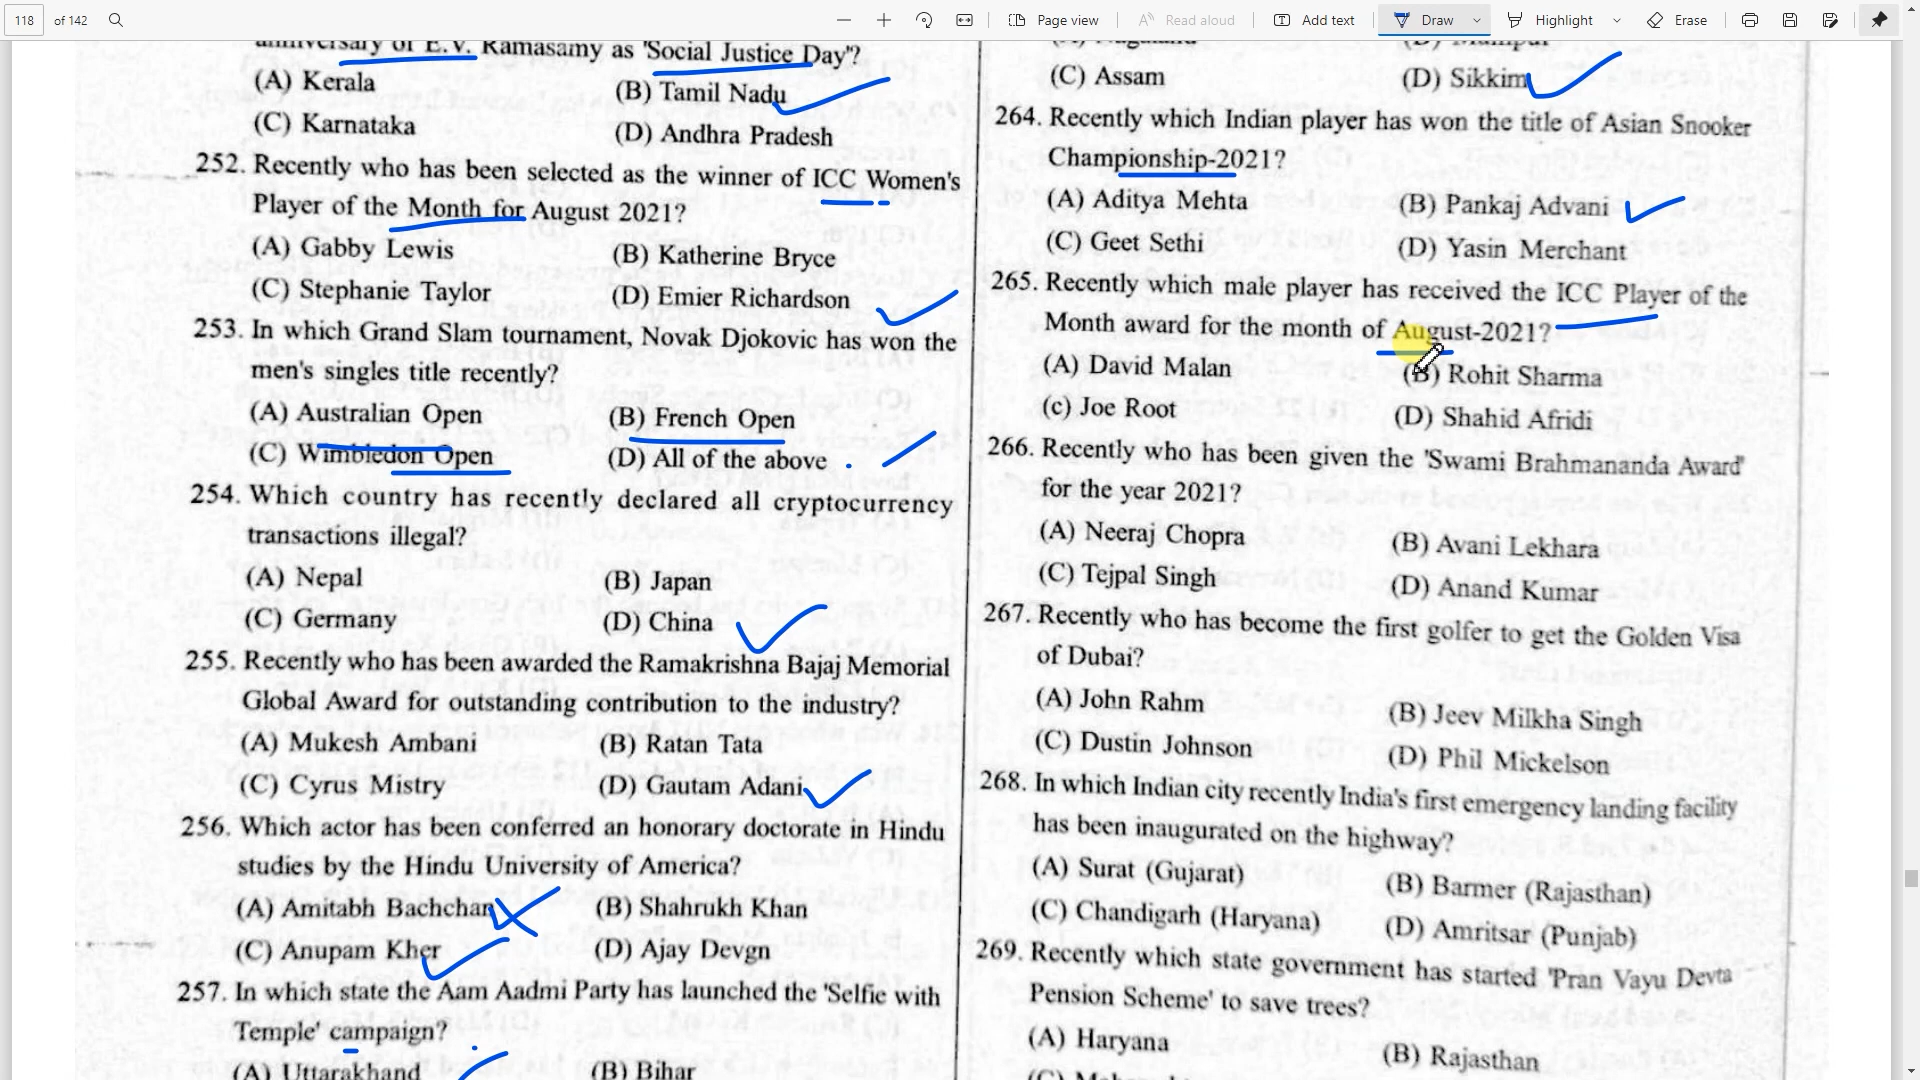 118 of 142
Page view
Read aloud
Add text
Draw
Highlight
Erase
anniversary of E.V. Ramasamy as 'Social Justice Day'?
(A) Kerala (B) Tamil Nadu
(C) Karnataka (D) Andhra Pradesh
252. Recently who has been selected as the winner of ICC Women's
Player of the Month for August 2021?
(A) Gabby Lewis (B) Katherine Bryce
(C) Stephanie Taylor (D) Emier Richardson
253. In which Grand Slam tournament, Novak Djokovic has won the
men's singles title recently?
(A) Australian Open (B) French Open
(C) Wimbledon Open (D) All of the above
254. Which country has recently declared all cryptocurrency
transactions illegal?
(A) Nepal (B) Japan
(C) Germany (D) China
255. Recently who has been awarded the Ramakrishna Bajaj Memorial
Global Award for outstanding contribution to the industry?
(A) Mukesh Ambani (B) Ratan Tata
(C) Cyrus Mistry (D) Gautam Adani
256. Which actor has been conferred an honorary doctorate in Hindu
studies by the Hindu University of America?
(A) Amitabh Bachchan (B) Shahrukh Khan
(C) Anupam Kher (D) Ajay Devgn
257. In which state the Aam Aadmi Party has launched the 'Selfie with
Temple' campaign?
(A) Uttarakhand (B) Bihar
(C) Assam (D) Sikkim
264. Recently which Indian player has won the title of Asian Snooker
Championship-2021?
(A) Aditya Mehta (B) Pankaj Advani
(C) Geet Sethi (D) Yasin Merchant
265. Recently which male player has received the ICC Player of the
Month award for the month of August-2021?
(A) David Malan (B) Rohit Sharma
(c) Joe Root (D) Shahid Afridi
266. Recently who has been given the 'Swami Brahmananda Award'
for the year 2021?
(A) Neeraj Chopra (B) Avani Lekhara
(C) Tejpal Singh (D) Anand Kumar
267. Recently who has become the first golfer to get the Golden Visa
of Dubai?
(A) John Rahm (B) Jeev Milkha Singh
(C) Dustin Johnson (D) Phil Mickelson
268. In which Indian city recently India's first emergency landing facility
has been inaugurated on the highway?
(A) Surat (Gujarat) (B) Barmer (Rajasthan)
(C) Chandigarh (Haryana) (D) Amritsar (Punjab)
269. Recently which state government has started 'Pran Vayu Devta
Pension Scheme' to save trees?
(A) Haryana (B) Rajasthan